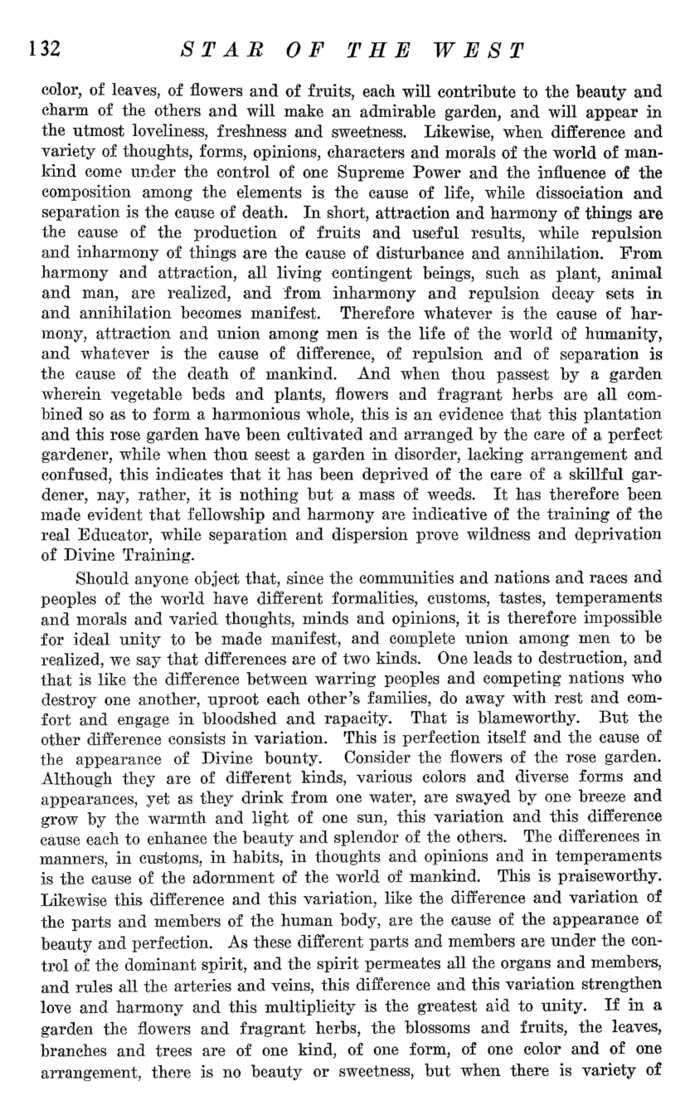 132 STAR OF THE WEST
color, of leaves, of flowers and of fruits, each will contribute to the beauty and
charm of the others and will make an admirable garden, and will appear in
the utmost loveliness, freshness and sweetness. Likewise, when difference and
variety of thoughts, forms, opinions, characters and morals of the world of man-
kind come under the control of one Supreme Power and the influence of the
composition among the elements is the cause of life, while dissociation and
separation is the cause of death. In short, attraction and harmony of things are
the cause of the production of fruits and useful results, while repulsion
and inharmony of things are the cause of disturbance and annihilation. From
harmony and attraction, all living contingent beings, such as plant, animal
and man, are realized, and from inharmony and repulsion decay sets in
and annihilation becomes manifest. Therefore whatever is the cause of har-
mony, attraction and union among men is the life of the world of humanity,
and whatever is the cause of difference, of repulsion and of separation is
the cause of the death of mankind. And when thou passest by a garden
wherein vegetable beds and plants, flowers and fragrant herbs are all com-
bined so as to form a harmonious whole, this is an evidence that this plantation
and this rose garden have been cultivated and arranged by the care of a perfect
gardener, while when thou seest a garden in disorder, lacking arrangement and
confused, this indicates that it has been deprived of the care of a skillful gar-
dener, nay, rather, it is nothing but a mass of weeds. It has therefore been
made evident that fellowship and harmony are indicative of the training of the
real Educator, while separation and dispersion prove wildness and deprivation
of Divine Training.
Should anyone object that, since the communities and nations and races and
peoples of the world have different formalities, customs, tastes, temperaments
and morals and varied thoughts, minds and opinions, it is therefore impossible
for ideal unity to be made manifest, and complete union among men to be
realized, we say that differences are of two kinds. One leads to destruction, and
that is like the difference between warring peoples and competing nations who
destroy one another, uproot each other's families, do away with rest and com-
fort and engage in bloodshed and rapacity. That is blameworthy. But the
other difference consists in variation. This is perfection itself and the cause of
the appearance of Divine bounty. Consider the flowers of the rose garden.
Although they are of different kinds, various colors and diverse forms and
appearances, yet as they drink from one water, are swayed by one breeze and
grow by the warmth and light of one sun, this variation and this difference
cause each to enhance the beauty and splendor of the others. The differences in
manners, in customs, in habits, in thoughts and opinions and in temperaments
is the cause of the adornment of the world of mankind. This is praiseworthy.
Likewise this difference and this variation, like the difference and variation of
the parts and members of the human body, are the cause of the appearance of
beauty and perfection. As these different parts and members are under the con-
trol of the dominant spirit, and the spirit permeates all the organs and members,
and rules all the arteries and veins, this difference and this variation strengthen
love and harmony and this multiplicity is the greatest aid to unity. If in a
garden the flowers and fragrant herbs, the blossoms and fruits, the leaves,
branches and trees are of one kind, of one form, of one color and of one
arrangement, there is no beauty or sweetness, but when there is variety of